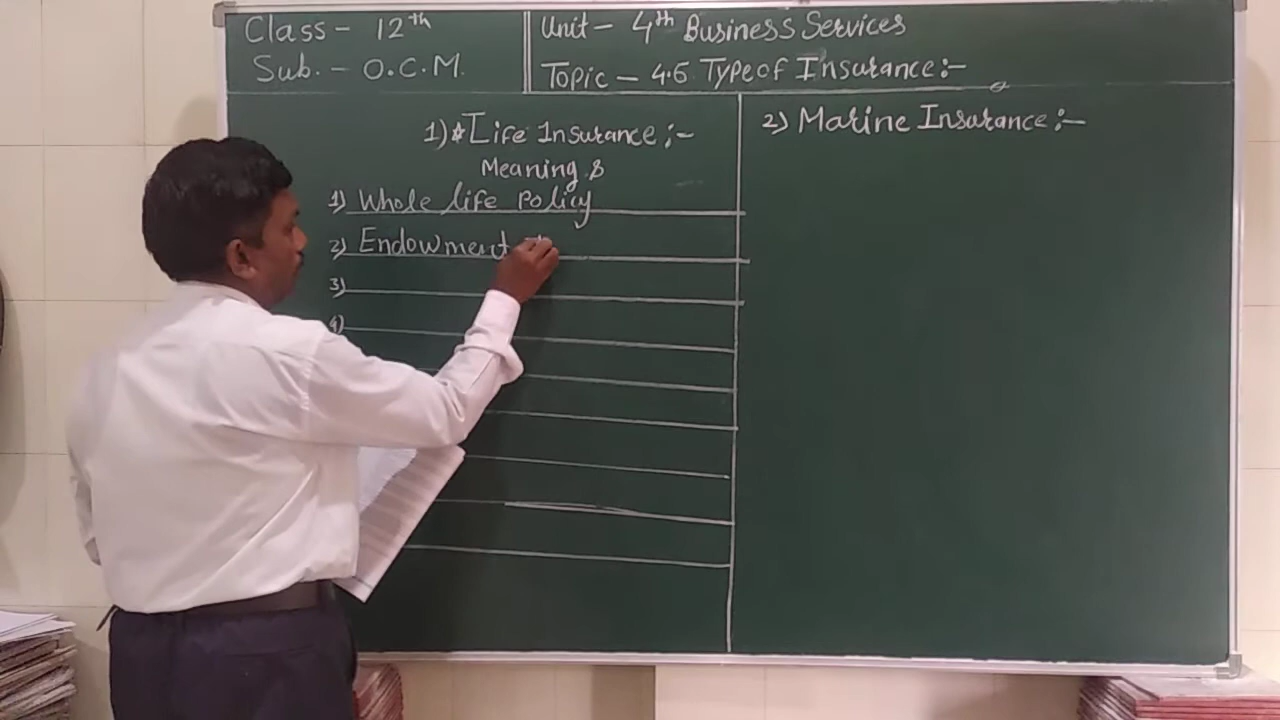 Class - 12th
Sub. - O.C.M.
Unit - 4th Business Services
Topic - 4.5 Type of Insurance :-
1) * Life Insurance :-
Meaning &
1) Whole life Policy
2) Endowment
3)
4)
2) Marine Insurance :-